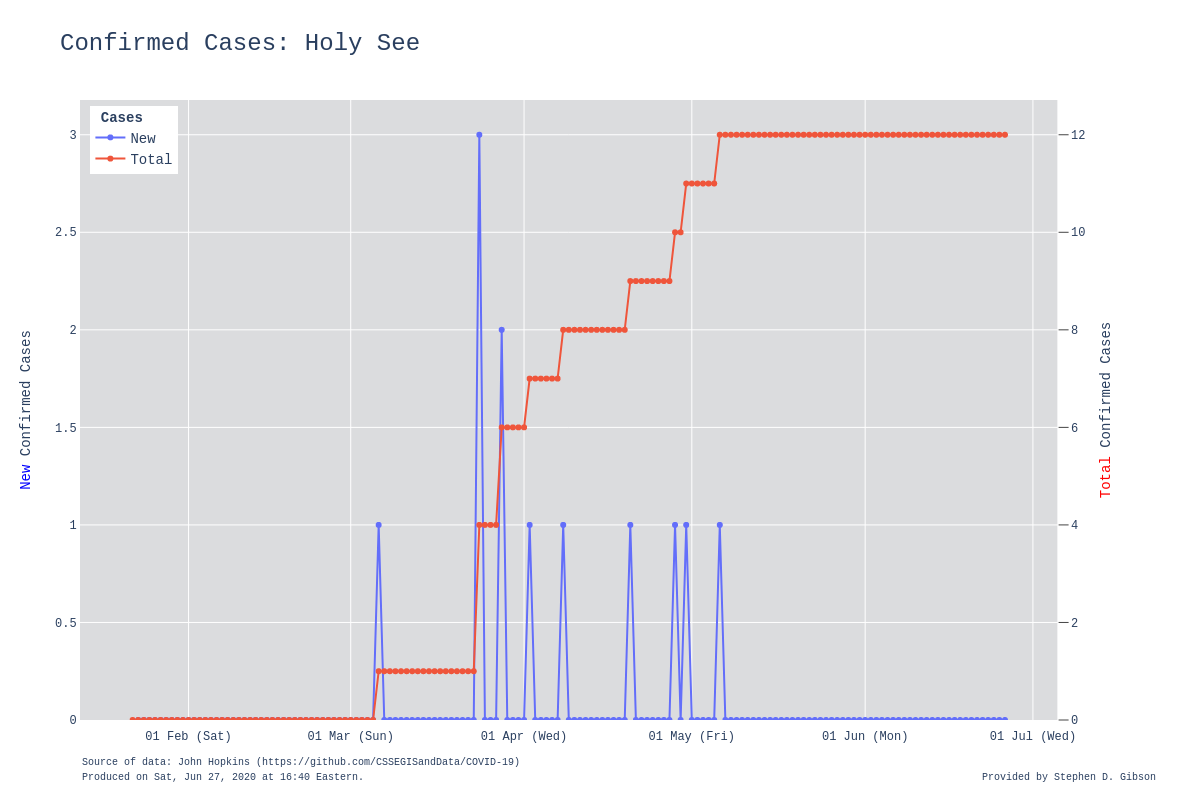 Confirmed Cases: Holy See
Cases
New
Total
3
2.5
2
1.5
1
0.5
0
12
10
8
6
4
2
0
New Confirmed Cases
Total Confirmed Cases
01 Feb (Sat) 01 Mar (Sun) 01 Apr (Wed) 01 May (Fri) 01 Jun (Mon) 01 Jul (Wed)
Source of data: John Hopkins (https://github.com/CSSEGISandData/COVID-19)
Produced on Sat, Jun 27, 2020 at 16:40 Eastern.
Provided by Stephen D. Gibson